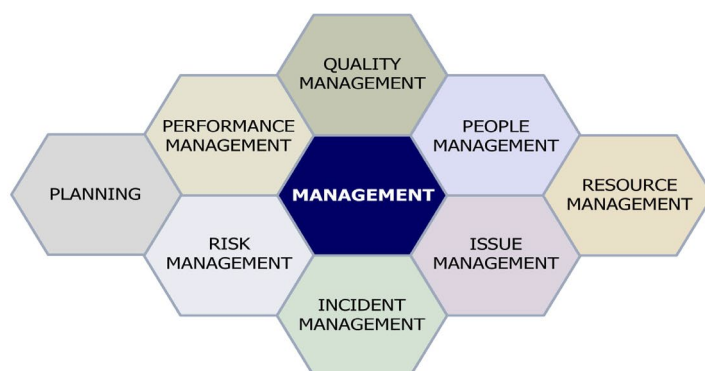 QUALITY
MANAGEMENT
PERFORMANCE
MANAGEMENT
PEOPLE
MANAGEMENT
PLANNING
MANAGEMENT
RESOURCE
MANAGEMENT
RISK
MANAGEMENT
ISSUE
MANAGEMENT
INCIDENT
MANAGEMENT